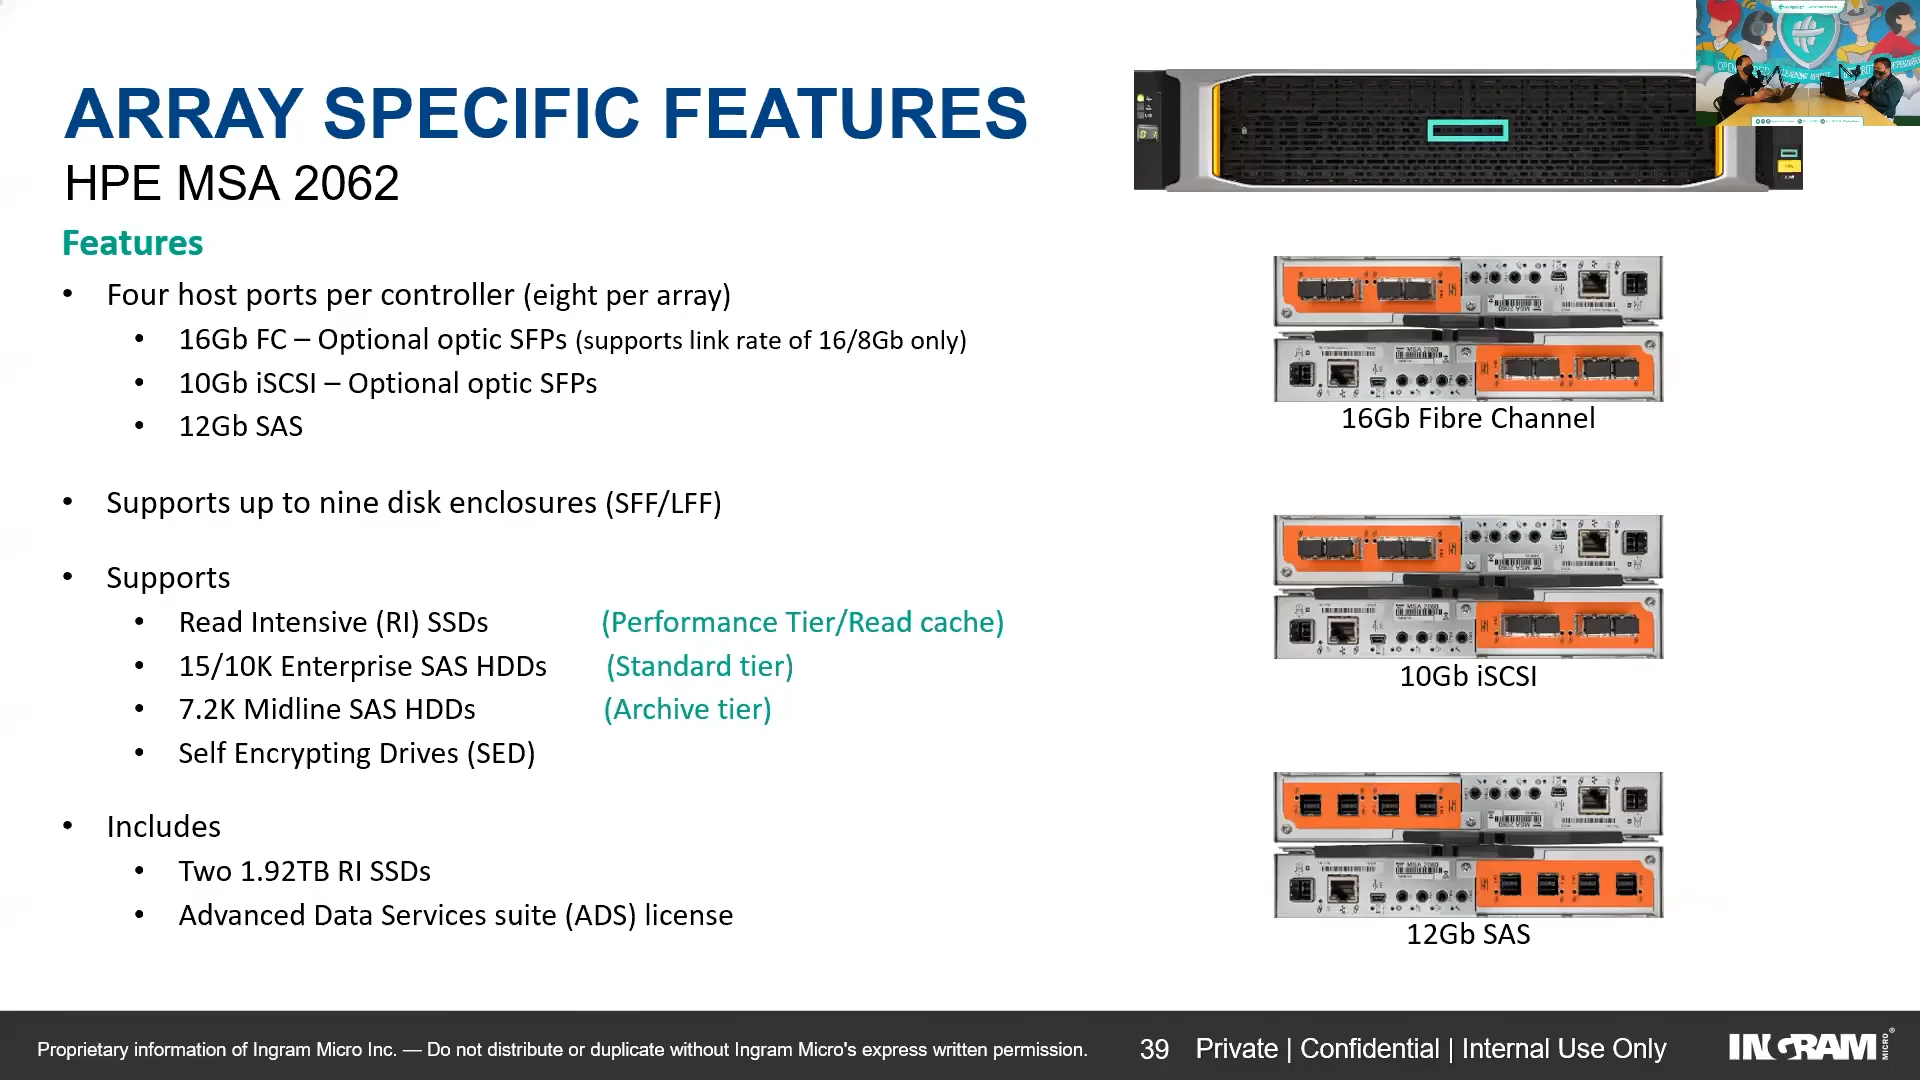 ARRAY SPECIFIC FEATURES
HPE MSA 2062
Features
• Four host ports per controller (eight per array)
• 16Gb FC – Optional optic SFPs (supports link rate of 16/8Gb only)
• 10Gb iSCSI – Optional optic SFPs
• 12Gb SAS
• Supports up to nine disk enclosures (SFF/LFF)
• Supports
• Read Intensive (RI) SSDs (Performance Tier/Read cache)
• 15/10K Enterprise SAS HDDs (Standard tier)
• 7.2K Midline SAS HDDs (Archive tier)
• Self Encrypting Drives (SED)
• Includes
• Two 1.92TB RI SSDs
• Advanced Data Services suite (ADS) license
16Gb Fibre Channel
10Gb iSCSI
12Gb SAS
Proprietary information of Ingram Micro Inc. — Do not distribute or duplicate without Ingram Micro's express written permission.
39 Private | Confidential | Internal Use Only
INGRAM MICRO®